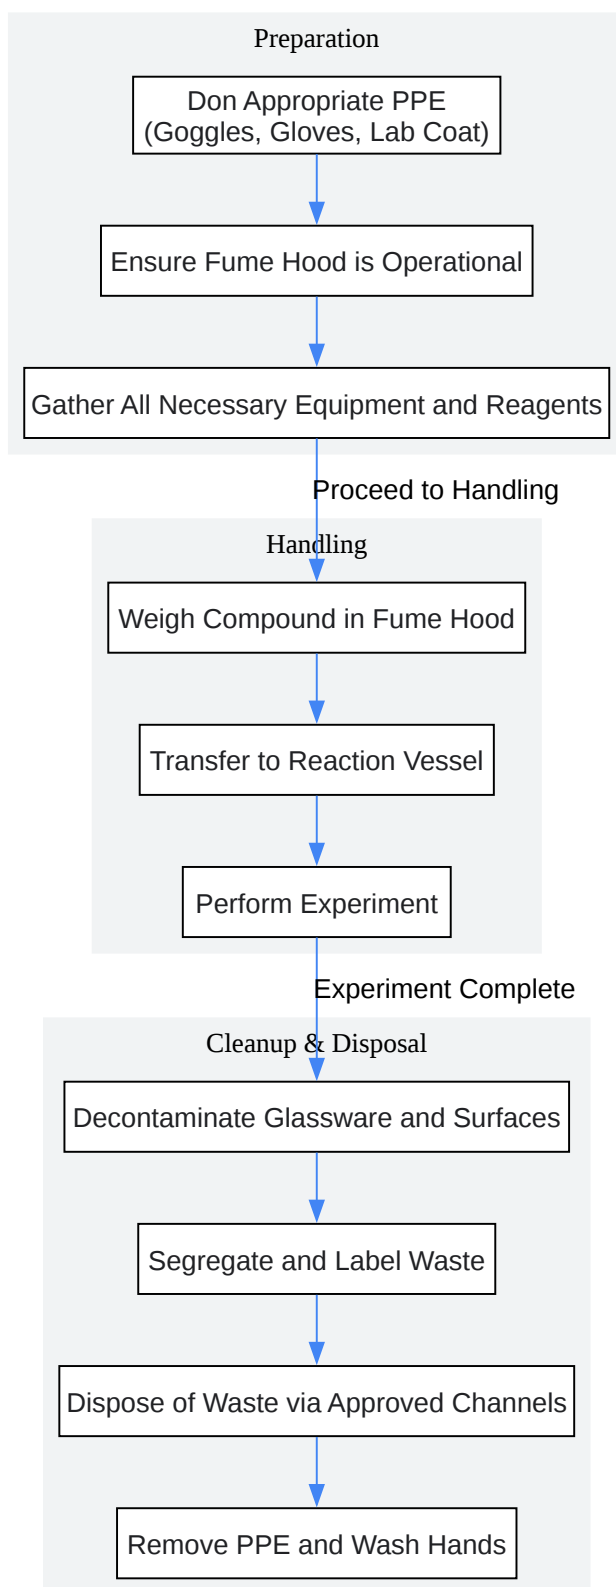 Preparation
Don Appropriate PPE
(Goggles, Gloves, Lab Coat)
Ensure Fume Hood is Operational
Gather All Necessary Equipment and Reagents
Proceed to Handling
Handling
Weigh Compound in Fume Hood
Transfer to Reaction Vessel
Perform Experiment
Experiment Complete
Cleanup & Disposal
Decontaminate Glassware and Surfaces
Segregate and Label Waste
Dispose of Waste via Approved Channels
Remove PPE and Wash Hands